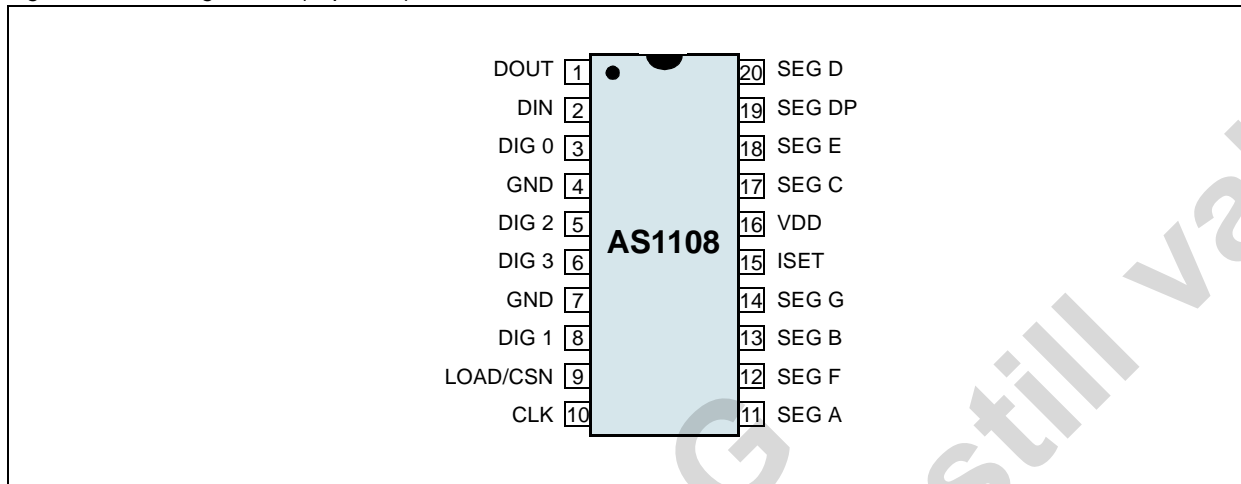 DOUT 1 20 SEG D
DIN 2 19 SEG DP
DIG 0 3 18 SEG E
GND 4 17 SEG C
DIG 2 5 16 VDD
AS1108
DIG 3 6 15 ISET
GND 7 14 SEG G
DIG 1 8 13 SEG B
LOAD/CSN 9 12 SEG F
CLK 10 11 SEG A
G
still